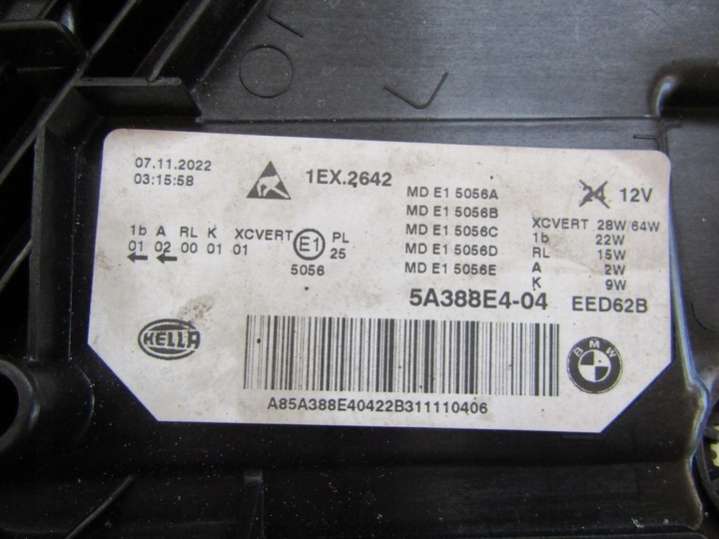 07.11.2022
03:15:58
1EX.2642
1b A RL K XCVERT
01 02 00 01 01
E1
PL
25
5056
MD E1 5056A
MD E1 5056B
MD E1 5056C
MD E1 5056D
MD E1 5056E
24 12V
XCVERT 28W/64W
1b 22W
RL 15W
A 2W
K 9W
5A388E4-04 EED62B
HELLA
BMW
A85A388E40422B311110406